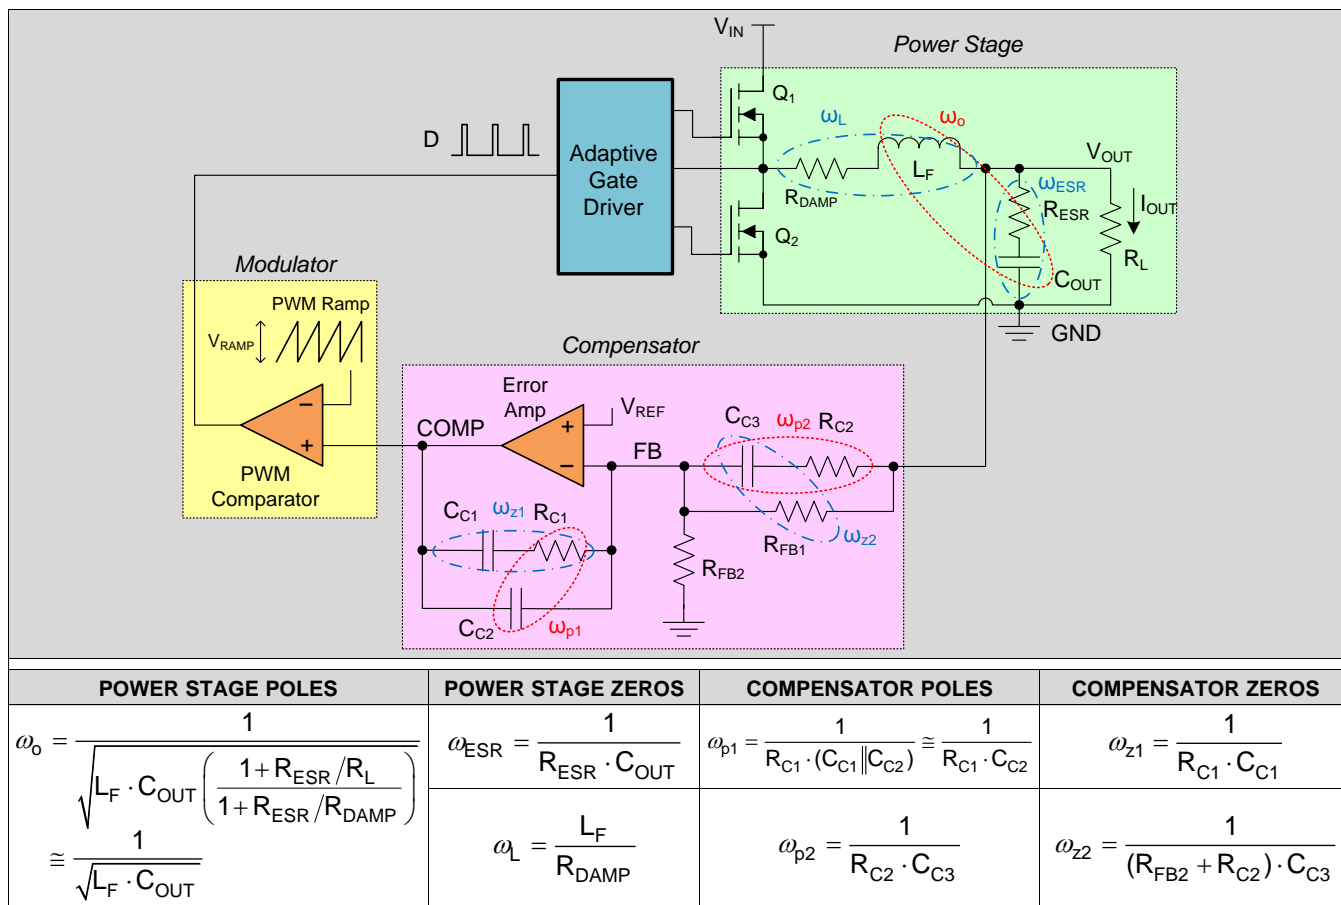 V_IN
Power Stage
Q_1
D
ω_L
ω_o
Adaptive
Gate
Driver
L_F
V_OUT
R_DAMP
ω_ESR
R_ESR
I_OUT
Q_2
R_L
C_OUT
GND
Modulator
PWM Ramp
V_RAMP
−
+
PWM
Comparator
Compensator
Error
Amp
V_REF
COMP
+
−
FB
C_C3
ω_p2
R_C2
C_C1
ω_z1
R_C1
R_FB1
ω_z2
R_FB2
C_C2
ω_p1
POWER STAGE POLES
POWER STAGE ZEROS
COMPENSATOR POLES
COMPENSATOR ZEROS
ω_o = 1 / √(L_F · C_OUT ((1 + R_ESR/R_L) / (1 + R_ESR/R_DAMP)))
≅ 1 / √(L_F · C_OUT)
ω_ESR = 1 / (R_ESR · C_OUT)
ω_p1 = 1 / (R_C1 · (C_C1‖C_C2)) ≅ 1 / (R_C1 · C_C2)
ω_z1 = 1 / (R_C1 · C_C1)
ω_L = L_F / R_DAMP
ω_p2 = 1 / (R_C2 · C_C3)
ω_z2 = 1 / ((R_FB2 + R_C2) · C_C3)